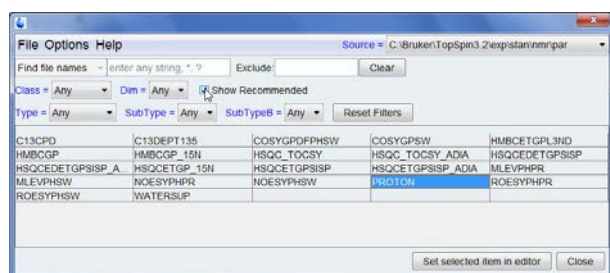 File Options Help Source = C:\Bruker\TopSpin3.2\exp\stan\nmr\par
Find file names enter any string, *, ? Exclude: Clear
Class = Any Dim = Any Show Recommended
Type = Any SubType = Any SubTypeB = Any Reset Filters
C13CPD C13DEPT135 COSYGPDFPHSW COSYGPSW HMBCETGPL3ND
HMBCGP HMBCGP_15N HSQC_TOCSY HSQC_TOCSY_ADIA HSQCEDETGPSISP
HSQCEDETGPSISP_A... HSQCETGP_15N HSQCETGPSISP HSQCETGPSISP_ADIA MLEVPHPR
MLEVPHSW NOESYPHPR NOESYPHSW PROTON ROESYPHPR
ROESYPHSW WATERSUP
Set selected item in editor Close